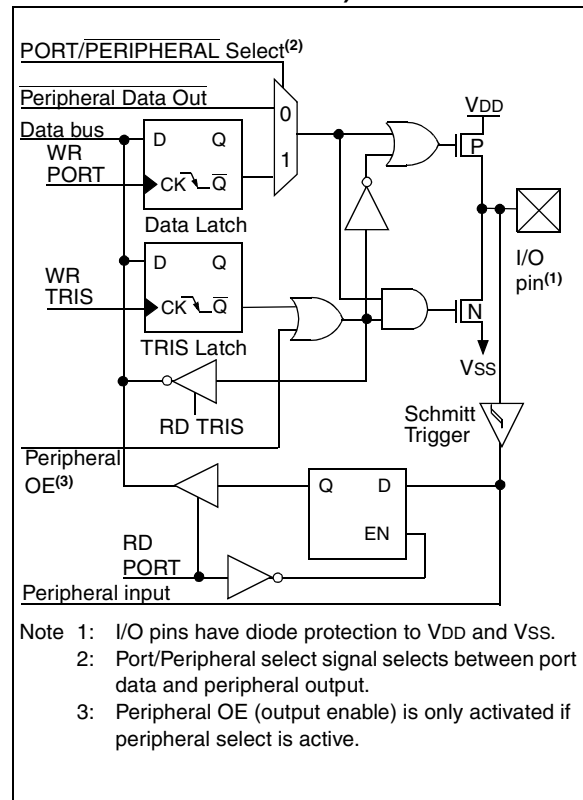 PORT/PERIPHERAL Select(2)
Peripheral Data Out
Data bus
WR
PORT
D Q
CK Q
Data Latch
0
1
VDD
P
I/O
pin(1)
WR
TRIS
D Q
CK Q
TRIS Latch
N
VSS
RD TRIS
Schmitt
Trigger
Peripheral
OE(3)
Q D
EN
RD
PORT
Peripheral input
Note 1: I/O pins have diode protection to VDD and VSS.
2: Port/Peripheral select signal selects between port
data and peripheral output.
3: Peripheral OE (output enable) is only activated if
peripheral select is active.